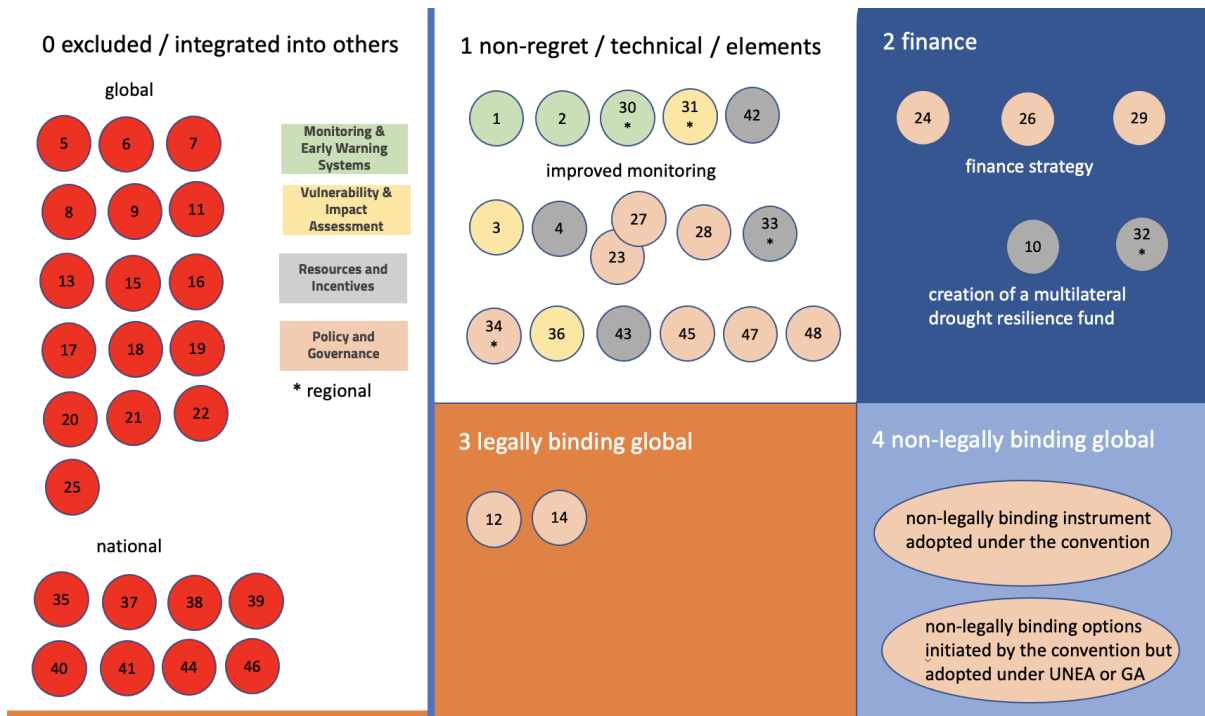 0 excluded / integrated into others
global
5 6 7
8 9 11
13 15 16
17 18 19
20 21 22
25
Monitoring &
Early Warning
Systems
Vulnerability &
Impact
Assessment
Resources and
Incentives
Policy and
Governance
* regional
national
35 37 38 39
40 41 44 46
1 non-regret / technical / elements
1 2 30 31 42
* *
improved monitoring
3 4 27 28 33
*
23
34 36 43 45 47 48
*
2 finance
24 26 29
finance strategy
10 32
*
creation of a multilateral
drought resilience fund
3 legally binding global
12 14
4 non-legally binding global
non-legally binding instrument
adopted under the convention
non-legally binding options
initiated by the convention but
adopted under UNEA or GA